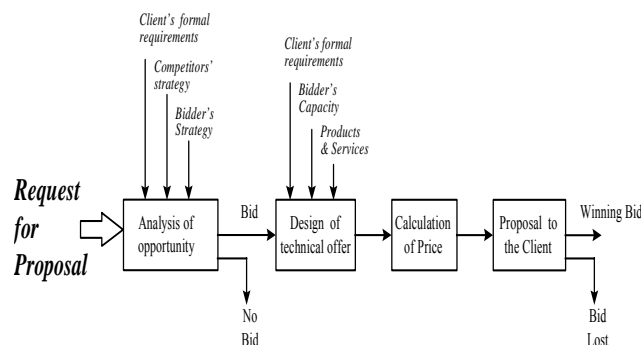 Client's formal
requirements
Competitors'
strategy
Bidder's
Strategy
Client's formal
requirements
Bidder's
Capacity
Products
& Services
Request
for
Proposal
Analysis of
opportunity
Bid
No
Bid
Design of
technical offer
Calculation
of Price
Proposal to
the Client
Winning Bid
Bid
Lost